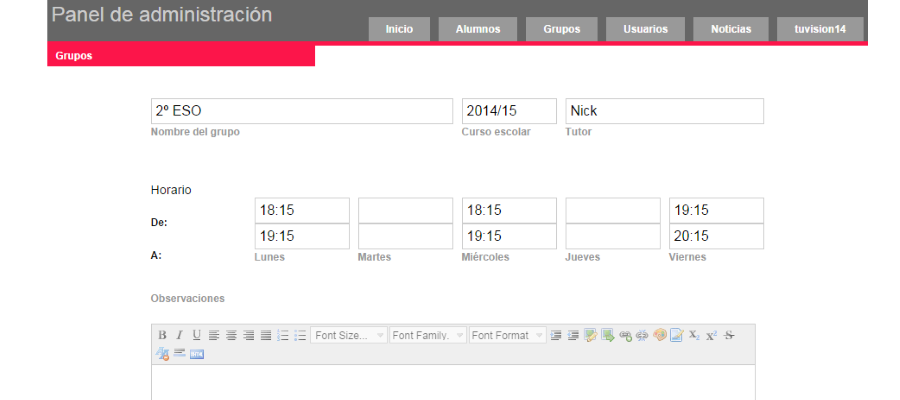 Panel de administración
Inicio Alumnos Grupos Usuarios Noticias tuvision14
Grupos
2º ESO 2014/15 Nick
Nombre del grupo Curso escolar Tutor
Horario
De: 18:15 18:15 19:15
A: 19:15 19:15 20:15
Lunes Martes Miércoles Jueves Viernes
Observaciones
B I U Font Size... Font Family. Font Format X₂ X² S